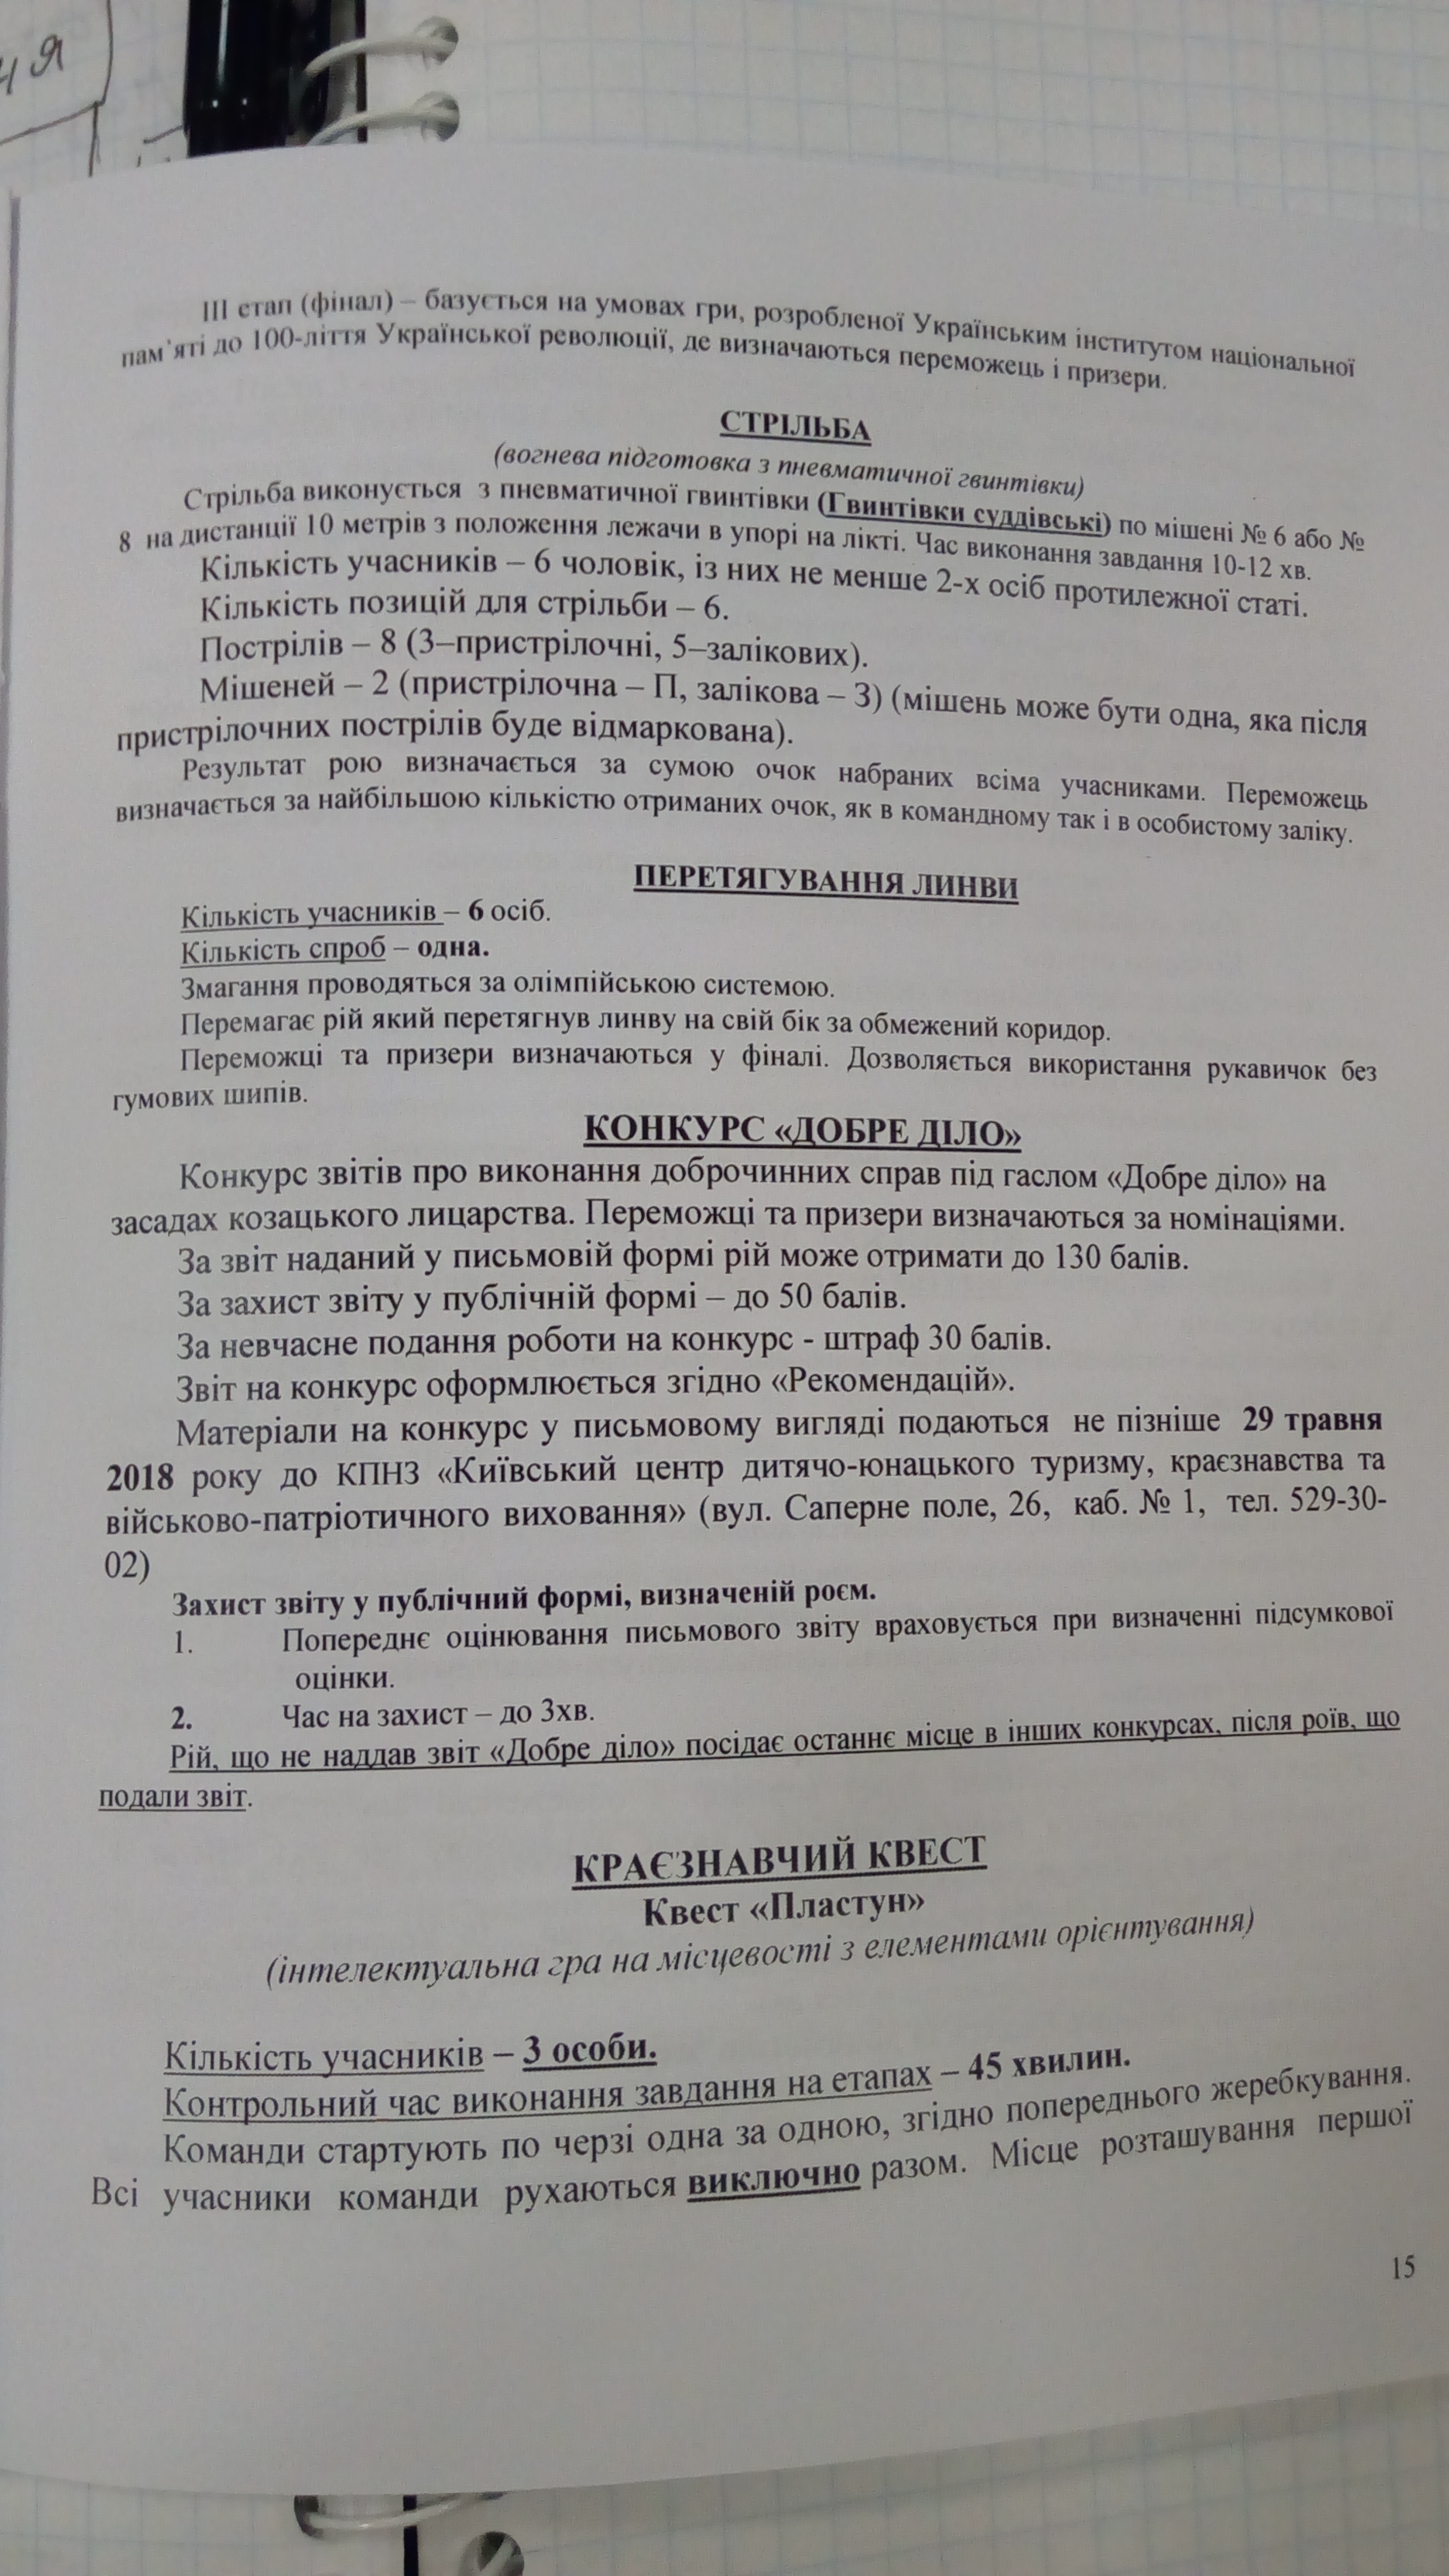 ня
ІІІ етап (фінал) – базується на умовах гри, розробленої Українським інститутом національної
пам'яті до 100-ліття Української революції, де визначаються переможець і призери.
СТРІЛЬБА
(вогнева підготовка з пневматичної гвинтівки)
Стрільба виконується з пневматичної гвинтівки (Гвинтівки суддівські) по мішені № 6 або №
8 на дистанції 10 метрів з положення лежачи в упорі на лікті. Час виконання завдання 10-12 хв.
Кількість учасників – 6 чоловік, із них не менше 2-х осіб протилежної статі.
Кількість позицій для стрільби – 6.
Пострілів – 8 (3–пристрілочні, 5–залікових).
Мішеней – 2 (пристрілочна – П, залікова – З) (мішень може бути одна, яка після
пристрілочних пострілів буде відмаркована).
Результат рою визначається за сумою очок набраних всіма учасниками. Переможець
визначається за найбільшою кількістю отриманих очок, як в командному так і в особистому заліку.
ПЕРЕТЯГУВАННЯ ЛИНВИ
Кількість учасників – 6 осіб.
Кількість спроб – одна.
Змагання проводяться за олімпійською системою.
Перемагає рій який перетягнув линву на свій бік за обмежений коридор.
Переможці та призери визначаються у фіналі. Дозволяється використання рукавичок без
гумових шипів.
КОНКУРС «ДОБРЕ ДІЛО»
Конкурс звітів про виконання доброчинних справ під гаслом «Добре діло» на
засадах козацького лицарства. Переможці та призери визначаються за номінаціями.
За звіт наданий у письмовій формі рій може отримати до 130 балів.
За захист звіту у публічній формі – до 50 балів.
За невчасне подання роботи на конкурс - штраф 30 балів.
Звіт на конкурс оформлюється згідно «Рекомендацій».
Матеріали на конкурс у письмовому вигляді подаються не пізніше 29 травня
2018 року до КПНЗ «Київський центр дитячо-юнацького туризму, краєзнавства та
військово-патріотичного виховання» (вул. Саперне поле, 26, каб. № 1, тел. 529-30-
02)
Захист звіту у публічний формі, визначеній роєм.
1. Попереднє оцінювання письмового звіту враховується при визначенні підсумкової
оцінки.
2. Час на захист – до 3хв.
Рій, що не наддав звіт «Добре діло» посідає останнє місце в інших конкурсах, після роїв, що
подали звіт.
КРАЄЗНАВЧИЙ КВЕСТ
Квест «Пластун»
(інтелектуальна гра на місцевості з елементами орієнтування)
Кількість учасників – 3 особи.
Контрольний час виконання завдання на етапах – 45 хвилин.
Команди стартують по черзі одна за одною, згідно попереднього жеребкування.
Всі учасники команди рухаються виключно разом. Місце розташування першої
15